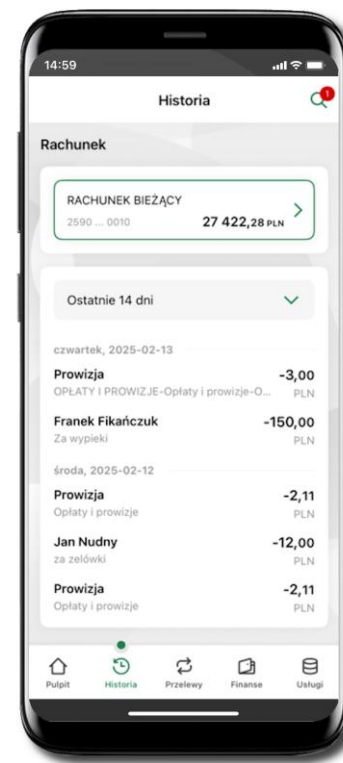 14:59
Historia
1
Rachunek
RACHUNEK BIEŻĄCY
2590 ... 0010 27 422,28 PLN
Ostatnie 14 dni
czwartek, 2025-02-13
Prowizja -3,00
OPŁATY I PROWIZJE-Opłaty i prowizje-O... PLN
Franek Fikańczuk -150,00
Za wypieki PLN
środa, 2025-02-12
Prowizja -2,11
Opłaty i prowizje PLN
Jan Nudny -12,00
za zelówki PLN
Prowizja -2,11
Opłaty i prowizje PLN
Pulpit Historia Przelewy Finanse Usługi